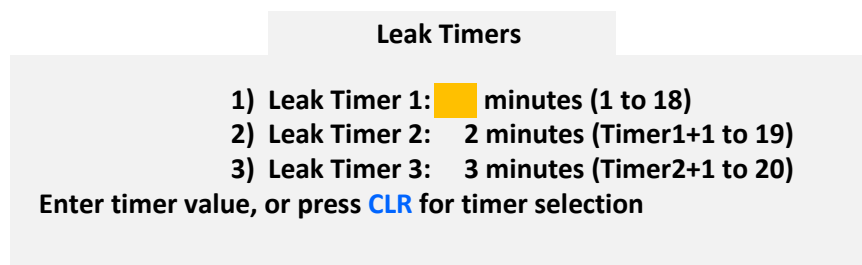 Leak Timers
1) Leak Timer 1: minutes (1 to 18)
2) Leak Timer 2: 2 minutes (Timer1+1 to 19)
3) Leak Timer 3: 3 minutes (Timer2+1 to 20)
Enter timer value, or press CLR for timer selection